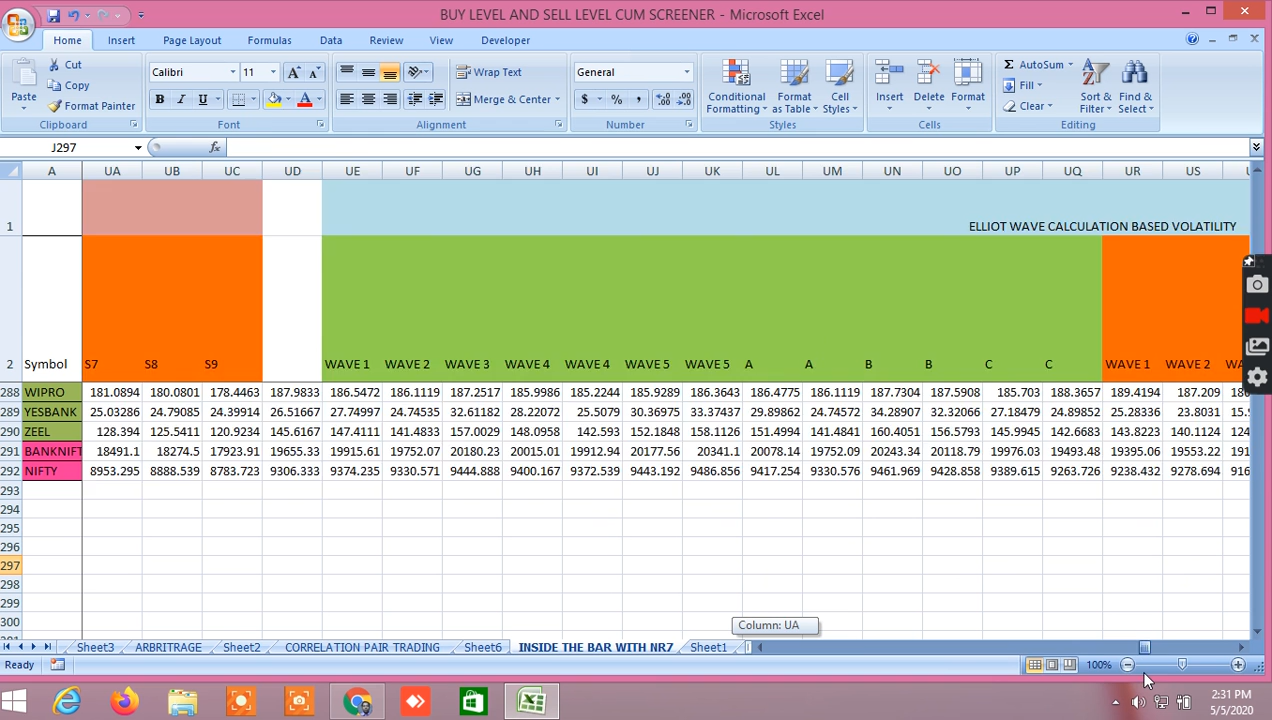 BUY LEVEL AND SELL LEVEL CUM SCREENER - Microsoft Excel
Home Insert Page Layout Formulas Data Review View Developer
Paste Cut Copy Format Painter Clipboard
Calibri 11 B I U A A A Font
Wrap Text Merge & Center Alignment
General $ % , .0 .00 .00 .0 Number
Conditional Formatting Format as Table Cell Styles Styles
Insert Delete Format Cells
Σ AutoSum Fill Clear Sort & Filter Find & Select Editing
J297 fx
A UA UB UC UD UE UF UG UH UI UJ UK UL UM UN UO UP UQ UR US
1 ELLIOT WAVE CALCULATION BASED VOLATILITY
2 Symbol S7 S8 S9 WAVE 1 WAVE 2 WAVE 3 WAVE 4 WAVE 4 WAVE 5 WAVE 5 A A B B C C WAVE 1 WAVE 2 WA
288 WIPRO 181.0894 180.0801 178.4463 187.9833 186.5472 186.1119 187.2517 185.9986 185.2244 185.9289 186.3643 186.4775 186.1119 187.7304 187.5908 185.703 188.3657 189.4194 187.209
289 YESBANK 25.03286 24.79085 24.39914 26.51667 27.74997 24.74535 32.61182 28.22072 25.5079 30.36975 33.37437 29.89862 24.74572 34.28907 32.32066 27.18479 24.89852 25.28336 23.8031 15.9
290 ZEEL 128.394 125.5411 120.9234 145.6167 147.4111 141.4833 157.0029 148.0958 142.593 152.1848 158.1126 151.4994 141.4841 160.4051 156.5793 145.9945 142.6683 143.8223 140.1124 124
291 BANKNIFT 18491.1 18274.5 17923.91 19655.33 19915.61 19752.07 20180.23 20015.01 19912.94 20177.56 20341.1 20078.14 19752.09 20243.34 20118.79 19976.03 19493.48 19395.06 19553.22 191
292 NIFTY 8953.295 8888.539 8783.723 9306.333 9374.235 9330.571 9444.888 9400.167 9372.539 9443.192 9486.856 9417.254 9330.576 9461.969 9428.858 9389.615 9263.726 9238.432 9278.694 916
293
294
295
296
297
298
299
300
Column: UA
Sheet3 ARBRITRAGE Sheet2 CORRELATION PAIR TRADING Sheet6 INSIDE THE BAR WITH NR7 Sheet1
Ready 100%
2:31 PM
5/5/2020